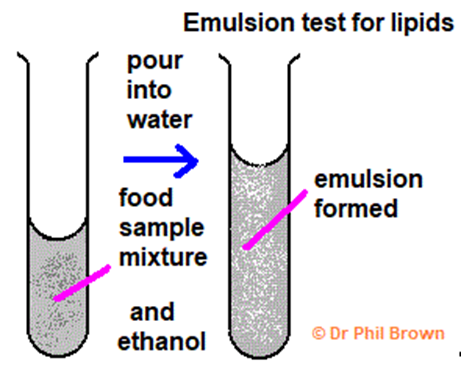 Emulsion test for lipids
pour
into
water
food
sample
mixture
and
ethanol
emulsion
formed
© Dr Phil Brown